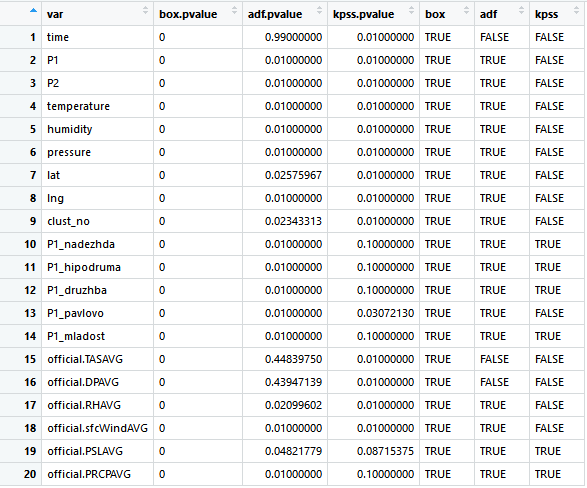 var box.pvalue adf.pvalue kpss.pvalue box adf kpss
1 time 0 0.99000000 0.01000000 TRUE FALSE FALSE
2 P1 0 0.01000000 0.01000000 TRUE TRUE FALSE
3 P2 0 0.01000000 0.01000000 TRUE TRUE FALSE
4 temperature 0 0.01000000 0.01000000 TRUE TRUE FALSE
5 humidity 0 0.01000000 0.01000000 TRUE TRUE FALSE
6 pressure 0 0.01000000 0.01000000 TRUE TRUE FALSE
7 lat 0 0.02575967 0.01000000 TRUE TRUE FALSE
8 lng 0 0.01000000 0.01000000 TRUE TRUE FALSE
9 clust_no 0 0.02343313 0.01000000 TRUE TRUE FALSE
10 P1_nadezhda 0 0.01000000 0.10000000 TRUE TRUE TRUE
11 P1_hipodruma 0 0.01000000 0.10000000 TRUE TRUE TRUE
12 P1_druzhba 0 0.01000000 0.10000000 TRUE TRUE TRUE
13 P1_pavlovo 0 0.01000000 0.03072130 TRUE TRUE FALSE
14 P1_mladost 0 0.01000000 0.10000000 TRUE TRUE TRUE
15 official.TASAVG 0 0.44839750 0.01000000 TRUE FALSE FALSE
16 official.DPAVG 0 0.43947139 0.01000000 TRUE FALSE FALSE
17 official.RHAVG 0 0.02099602 0.01000000 TRUE TRUE FALSE
18 official.sfcWindAVG 0 0.01000000 0.01000000 TRUE TRUE FALSE
19 official.PSLAVG 0 0.04821779 0.08715375 TRUE TRUE TRUE
20 official.PRCPAVG 0 0.01000000 0.10000000 TRUE TRUE TRUE